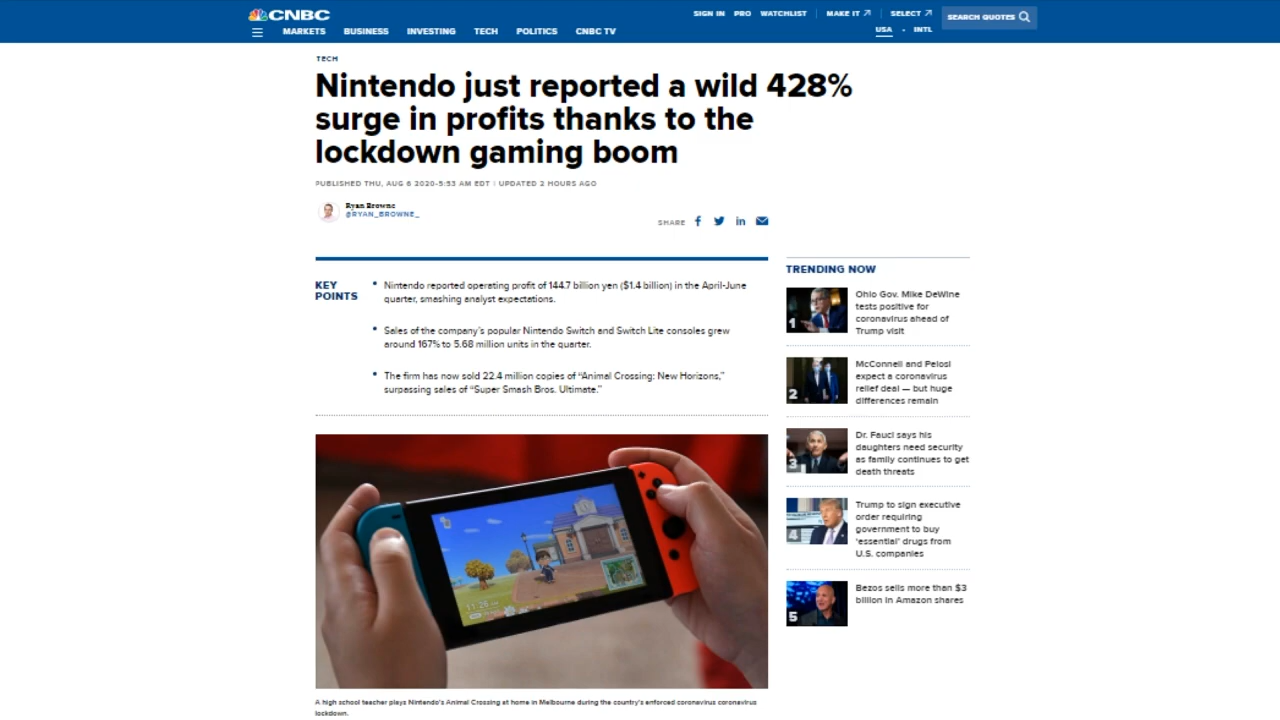 CNBC
SIGN IN PRO WATCHLIST MAKE IT SELECT SEARCH QUOTES
USA - INTL
MARKETS BUSINESS INVESTING TECH POLITICS CNBC TV
TECH
Nintendo just reported a wild 428%
surge in profits thanks to the
lockdown gaming boom
PUBLISHED THU, AUG 6 2020-5:53 AM EDT | UPDATED 2 HOURS AGO
Ryan Browne
@RYAN_BROWNE_
SHARE
KEY
POINTS
Nintendo reported operating profit of 144.7 billion yen ($1.4 billion) in the April-June
quarter, smashing analyst expectations.
Sales of the company's popular Nintendo Switch and Switch Lite consoles grew
around 167% to 5.68 million units in the quarter.
The firm has now sold 22.4 million copies of “Animal Crossing: New Horizons,”
surpassing sales of “Super Smash Bros. Ultimate.”
11:26
A high school teacher plays Nintendo's Animal Crossing at home in Melbourne during the country's enforced coronavirus coronavirus
lockdown.
TRENDING NOW
1
Ohio Gov. Mike DeWine
tests positive for
coronavirus ahead of
Trump visit
2
McConnell and Pelosi
expect a coronavirus
relief deal — but huge
differences remain
3
Dr. Fauci says his
daughters need security
as family continues to get
death threats
4
Trump to sign executive
order requiring
government to buy
‘essential’ drugs from
U.S. companies
5
Bezos sells more than $3
billion in Amazon shares